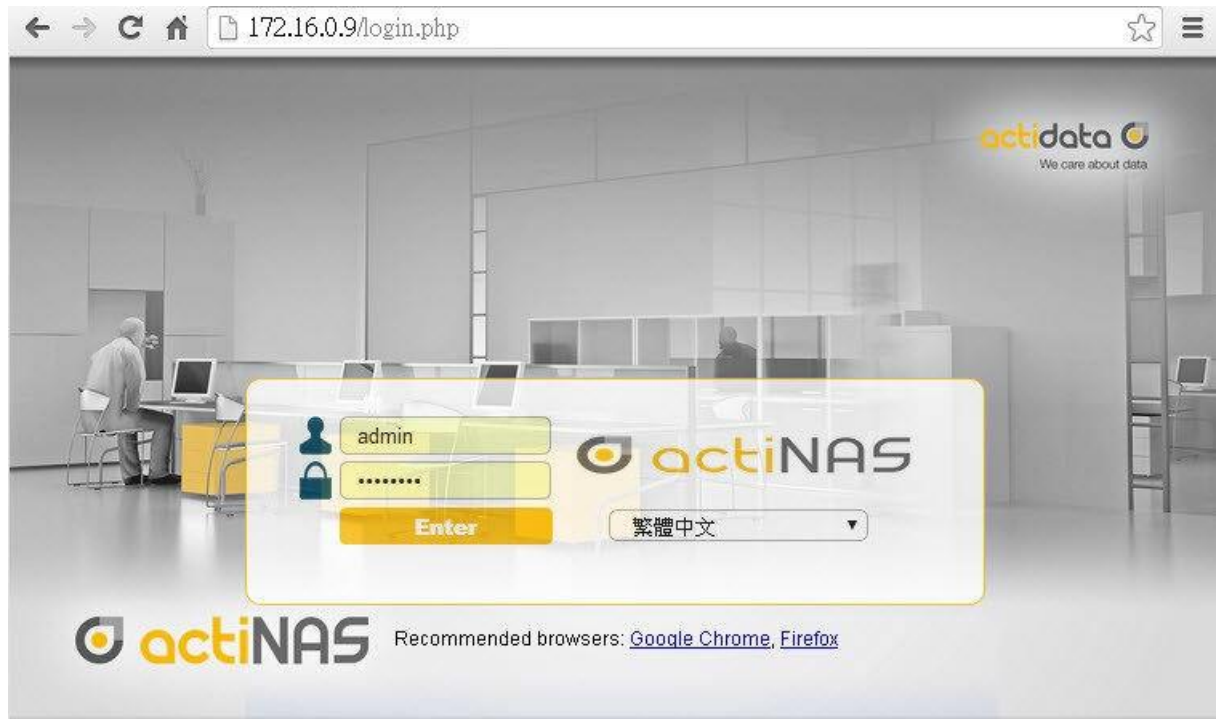 172.16.0.9/login.php
actidata
We care about data
admin
••••••••
actiNAS
Enter
繁體中文
actiNAS
Recommended browsers: Google Chrome, Firefox